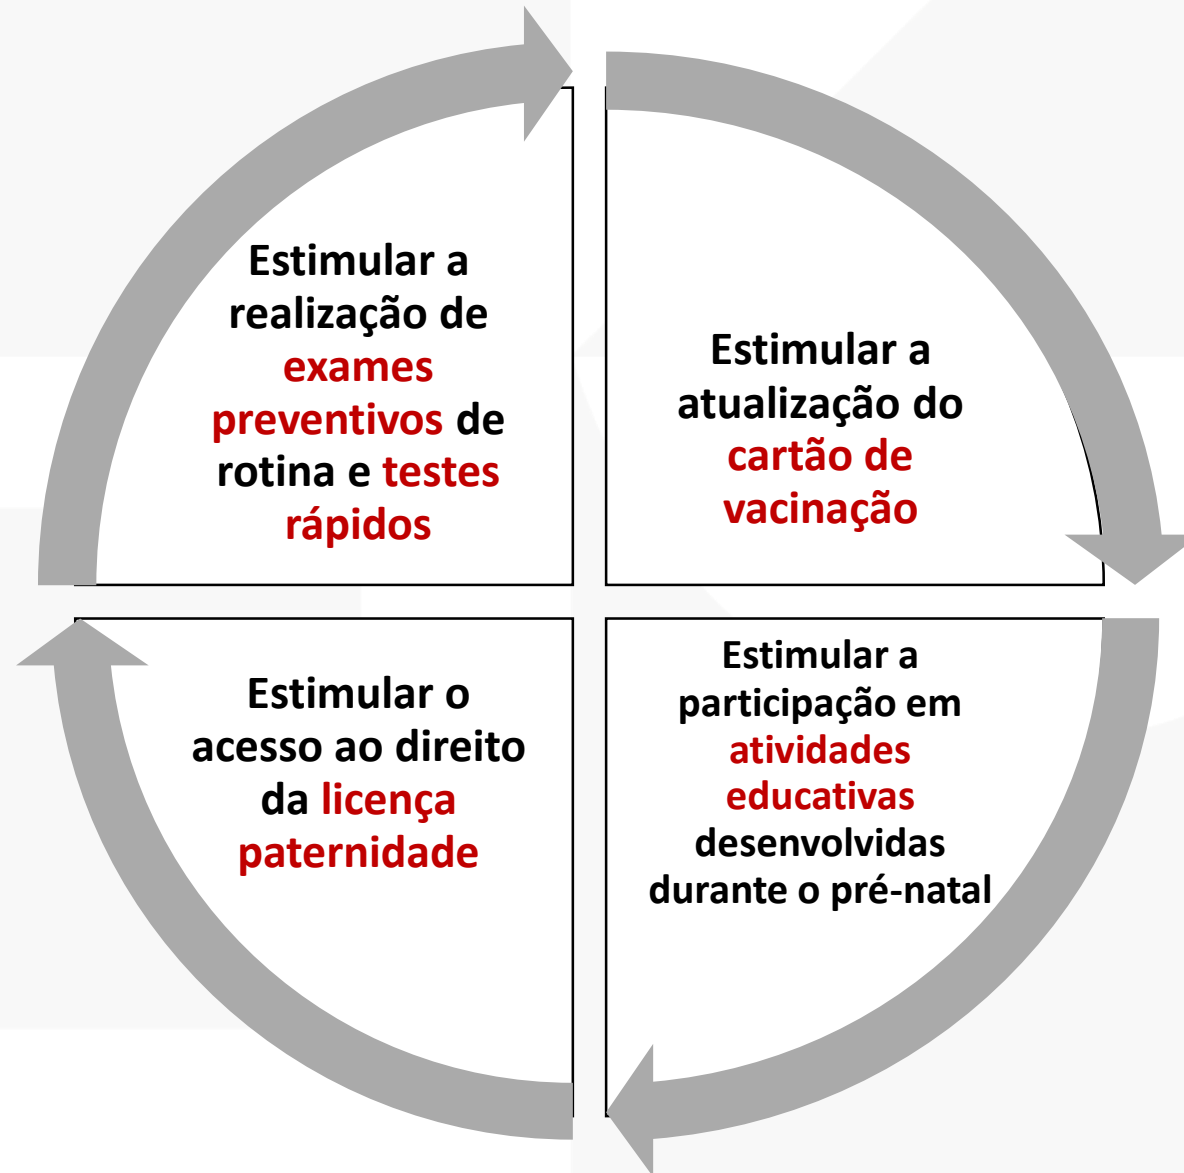 Estimular a
realização de
exames
preventivos de
rotina e testes
rápidos
Estimular a
atualização do
cartão de
vacinação
Estimular o
acesso ao direito
da licença
paternidade
Estimular a
participação em
atividades
educativas
desenvolvidas
durante o pré-natal